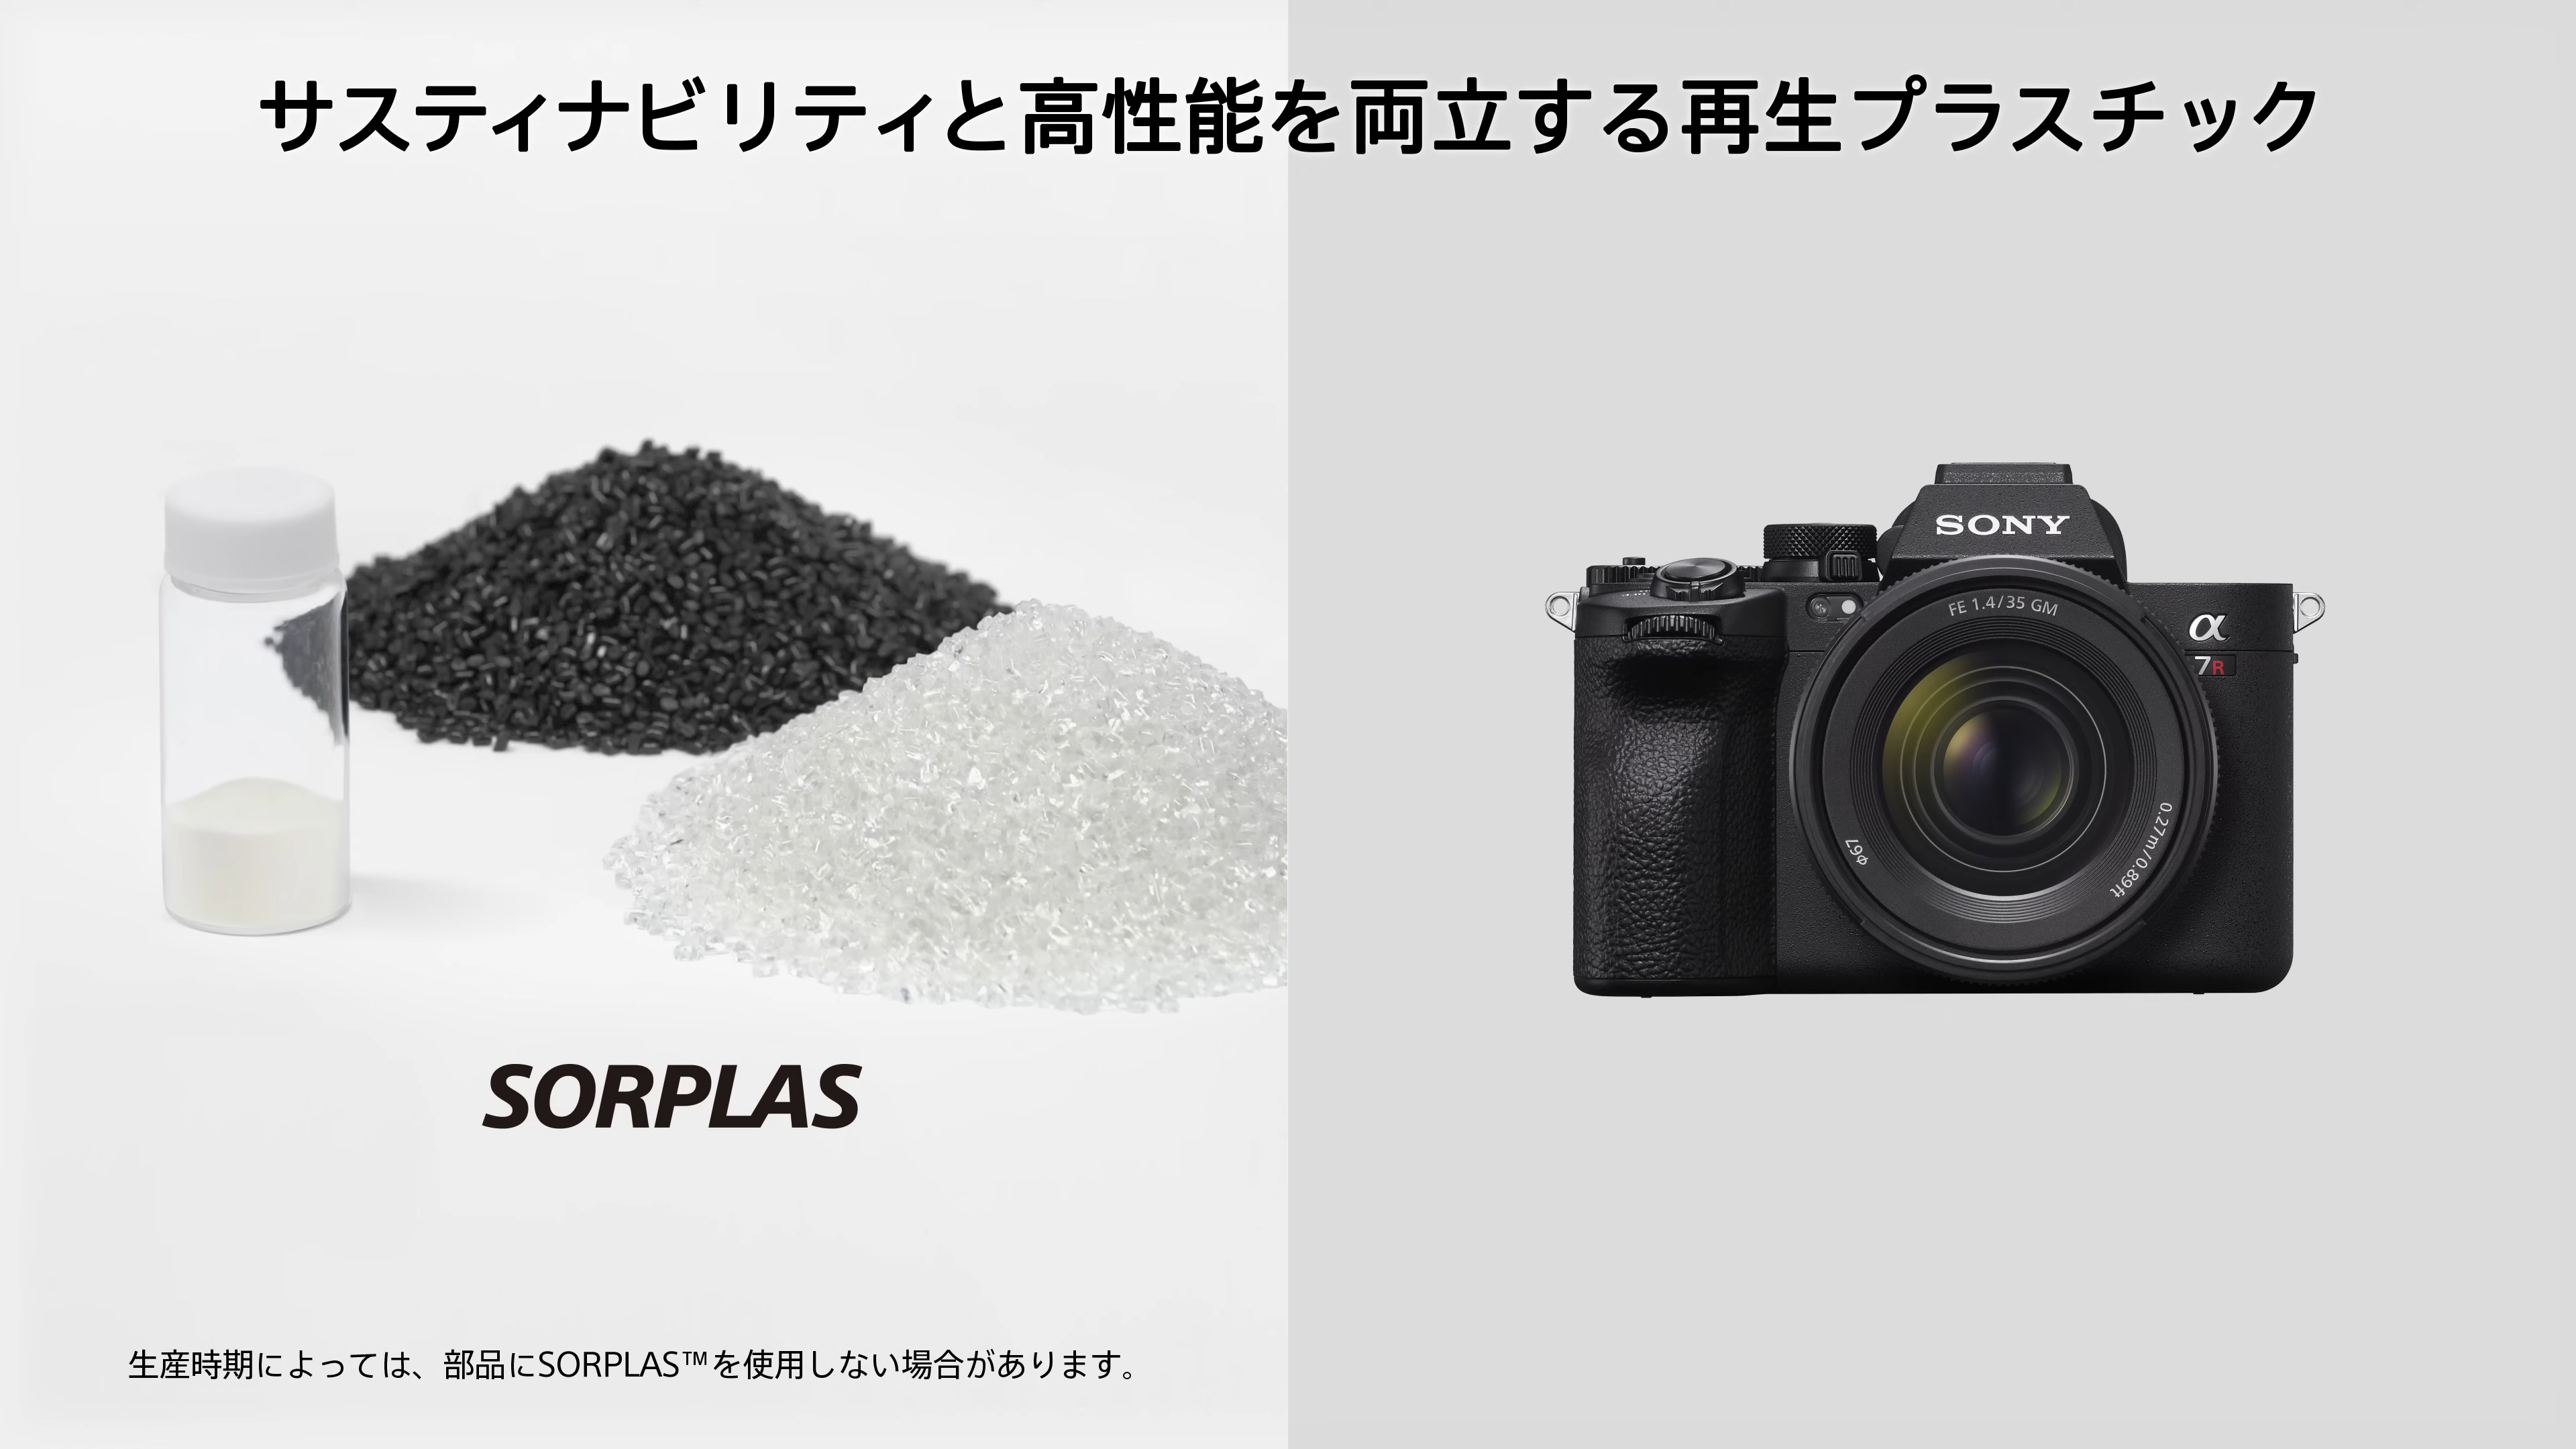 サスティナビリティと高性能を両立する再生プラスチック
SONY
FE 1.4/35 GM
α
7R
0.27m/0.89ft
φ67
SORPLAS
生産時期によっては、部品にSORPLAS™を使用しない場合があります。